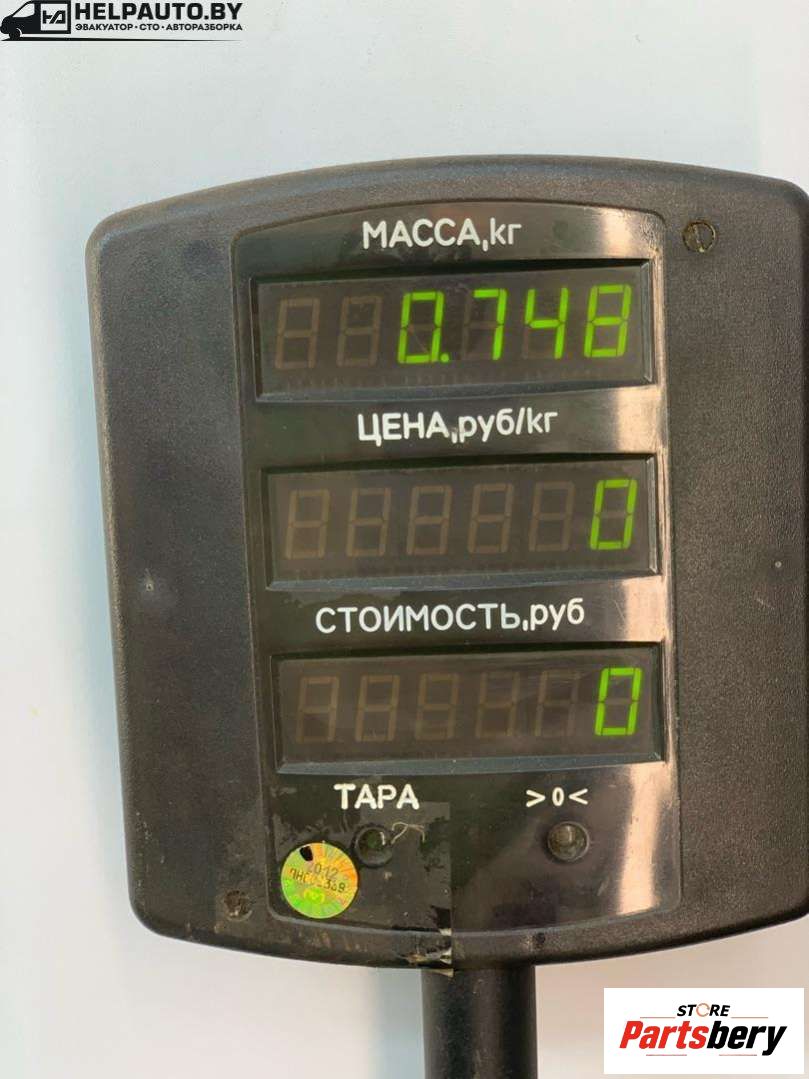 HELPAUTO.BY
ЭВАКУАТОР • СТО • АВТОРАЗБОРКА
МАССА,кг
0.748
ЦЕНА,руб/кг
0
СТОИМОСТЬ,руб
0
ТАРА >0<
2012
STORE
Partsbery